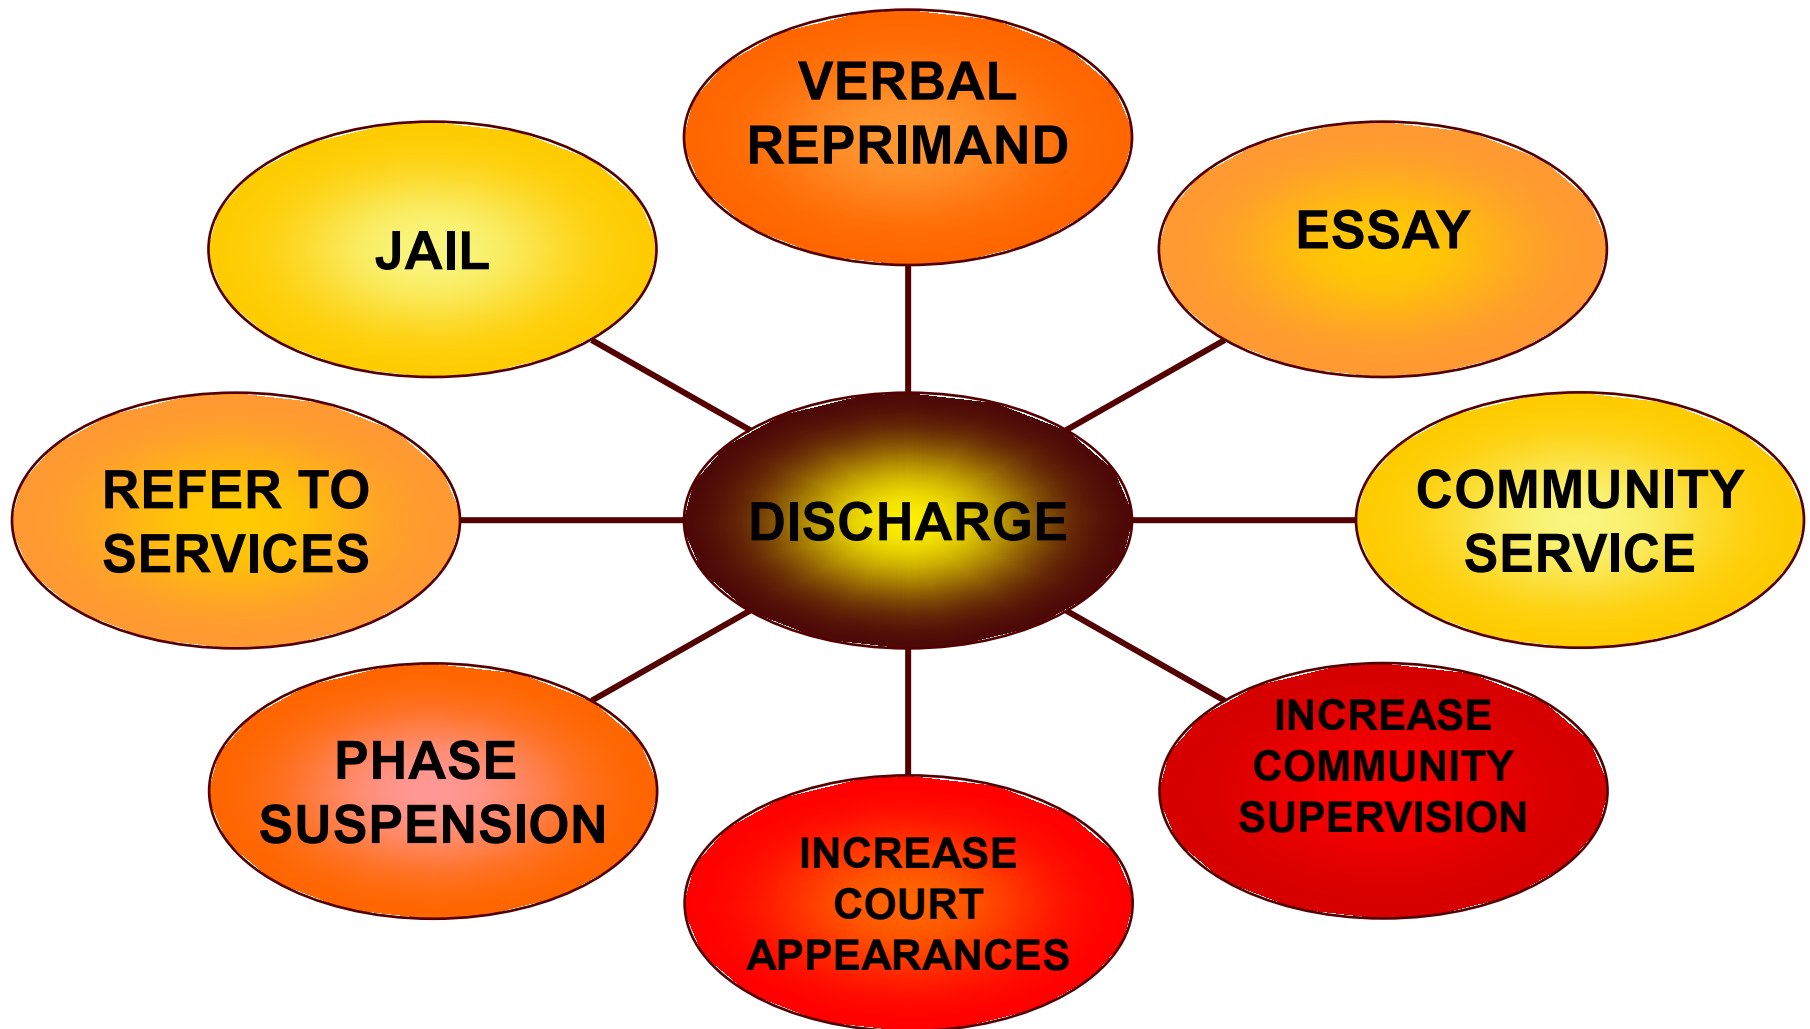 VERBAL
REPRIMAND
ESSAY
JAIL
COMMUNITY
SERVICE
REFER TO
SERVICES
DISCHARGE
INCREASE
COMMUNITY
SUPERVISION
PHASE
SUSPENSION
INCREASE
COURT
APPEARANCES